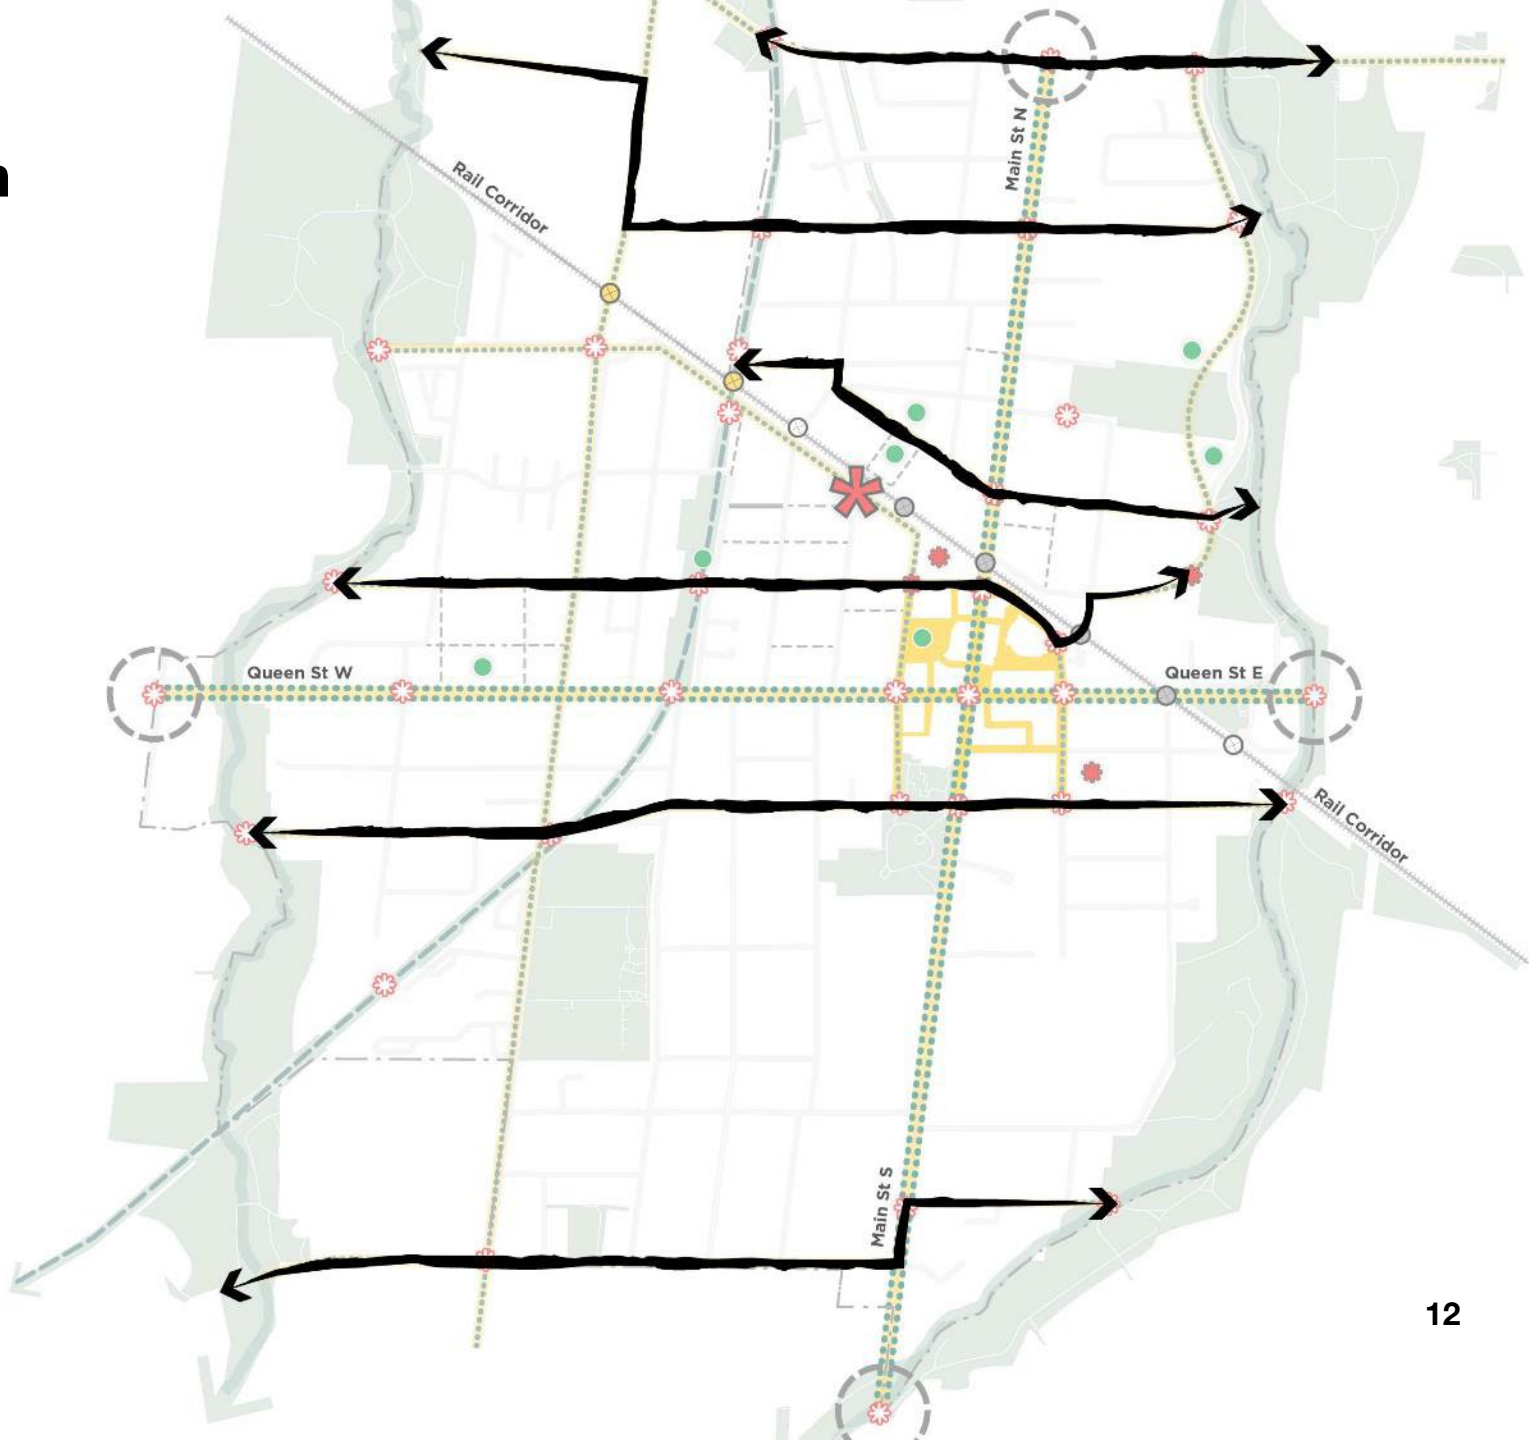 Main St N
Rail Corridor
Queen St W
Queen St E
Rail Corridor
Main St S
12